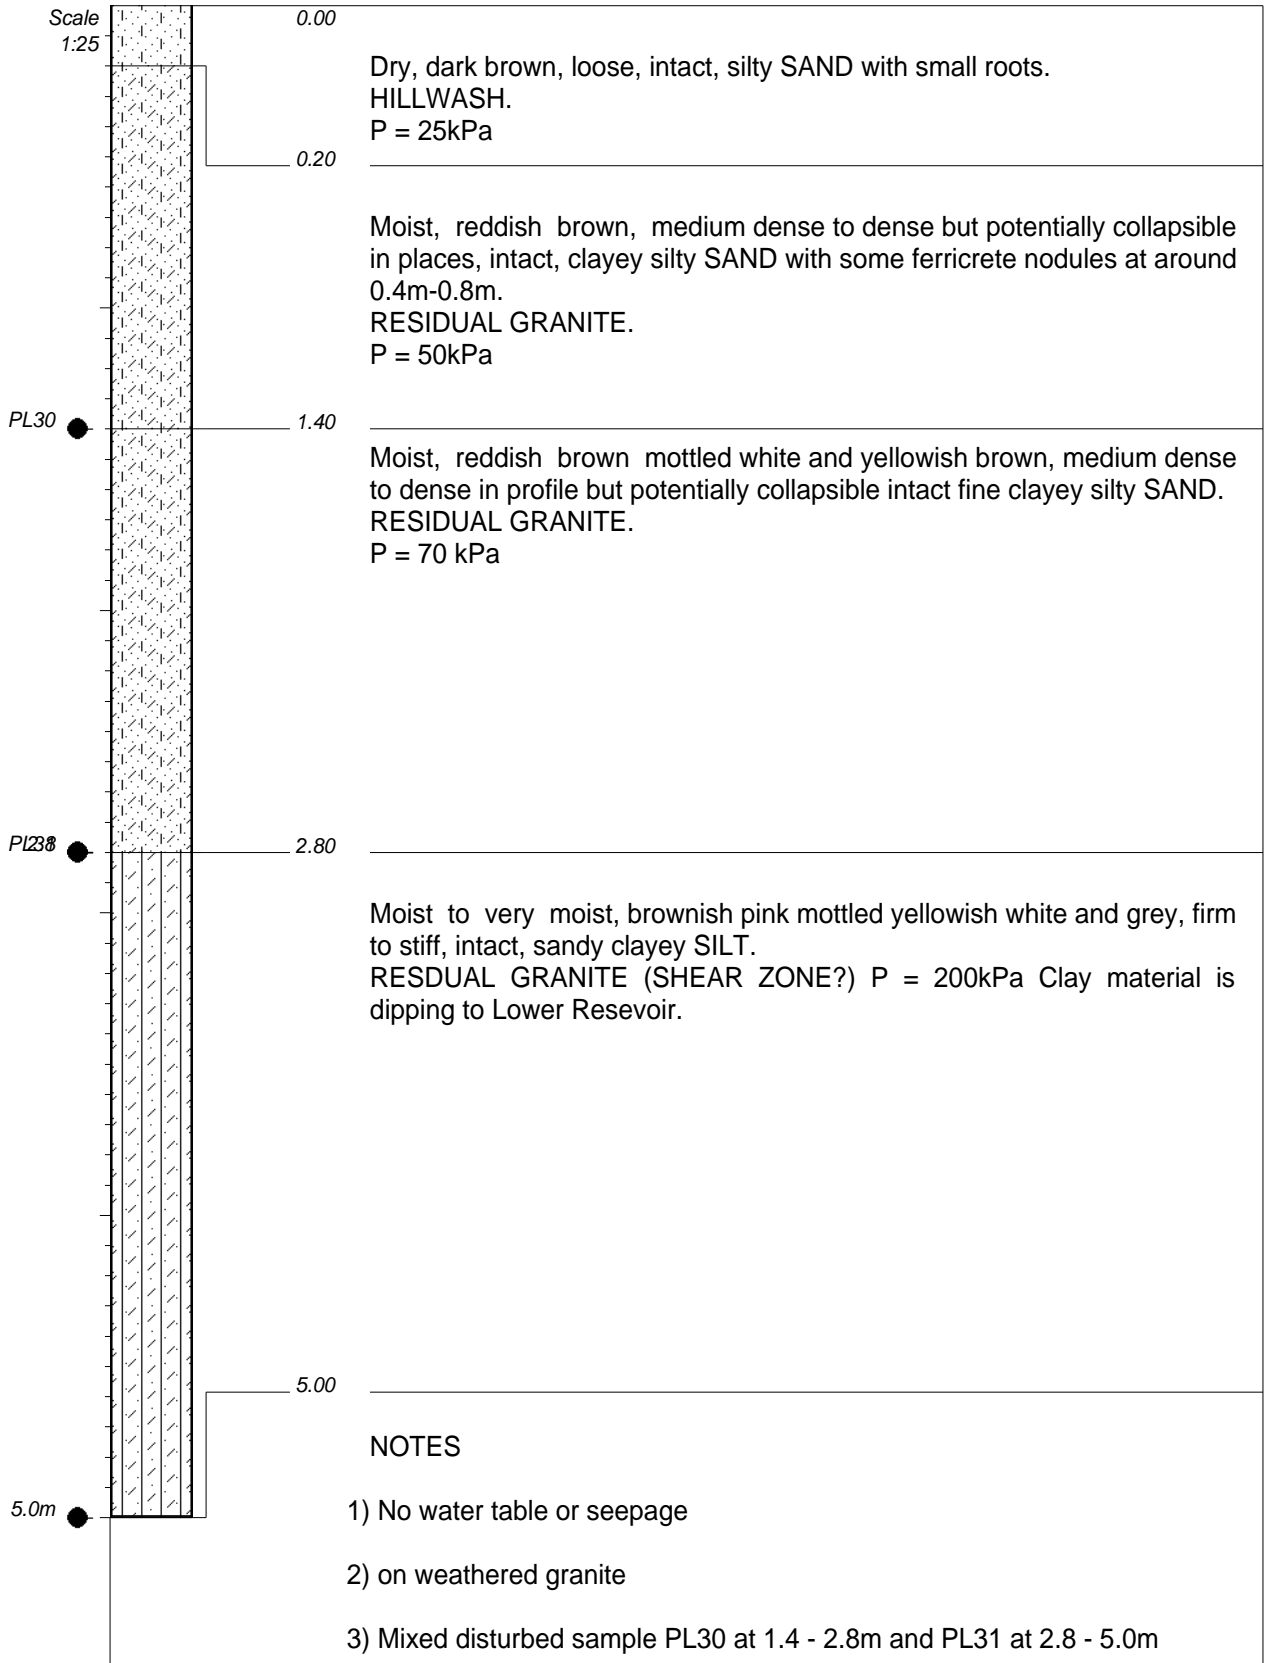 Scale
1:25
0.00
Dry, dark brown, loose, intact, silty SAND with small roots.
HILLWASH.
P = 25kPa
0.20
Moist, reddish brown, medium dense to dense but potentially collapsible
in places, intact, clayey silty SAND with some ferricrete nodules at around
0.4m-0.8m.
RESIDUAL GRANITE.
P = 50kPa
PL30
1.40
Moist, reddish brown mottled white and yellowish brown, medium dense
to dense in profile but potentially collapsible intact fine clayey silty SAND.
RESIDUAL GRANITE.
P = 70 kPa
2.80
Moist to very moist, brownish pink mottled yellowish white and grey, firm
to stiff, intact, sandy clayey SILT.
RESDUAL GRANITE (SHEAR ZONE?) P = 200kPa Clay material is
dipping to Lower Resevoir.
5.00
NOTES
5.0m
1) No water table or seepage
2) on weathered granite
3) Mixed disturbed sample PL30 at 1.4 - 2.8m and PL31 at 2.8 - 5.0m